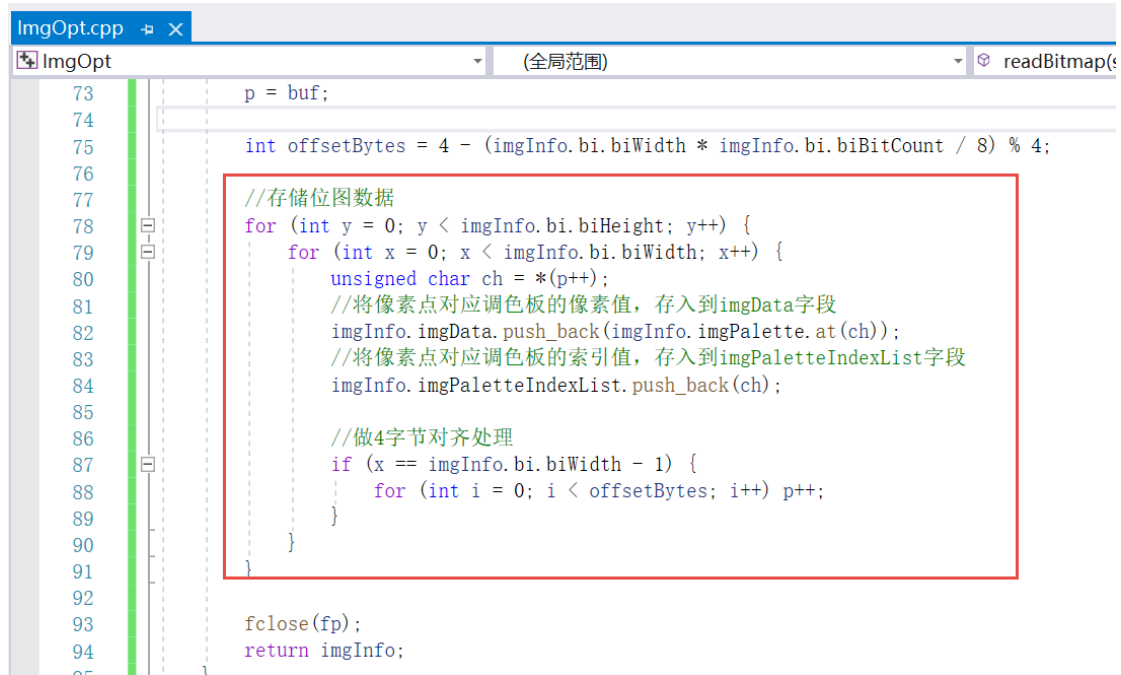 ImgOpt.cpp
ImgOpt (全局范围) readBitmap(
73 p = buf;
74
75 int offsetBytes = 4 - (imgInfo.bi.biWidth * imgInfo.bi.biBitCount / 8) % 4;
76
77 //存储位图数据
78 for (int y = 0; y < imgInfo.bi.biHeight; y++) {
79 for (int x = 0; x < imgInfo.bi.biWidth; x++) {
80 unsigned char ch = *(p++);
81 //将像素点对应调色板的像素值，存入到imgData字段
82 imgInfo.imgData.push_back(imgInfo.imgPalette.at(ch));
83 //将像素点对应调色板的索引值，存入到imgPaletteIndexList字段
84 imgInfo.imgPaletteIndexList.push_back(ch);
85
86 //做4字节对齐处理
87 if (x == imgInfo.bi.biWidth - 1) {
88 for (int i = 0; i < offsetBytes; i++) p++;
89 }
90 }
91 }
92
93 fclose(fp);
94 return imgInfo;